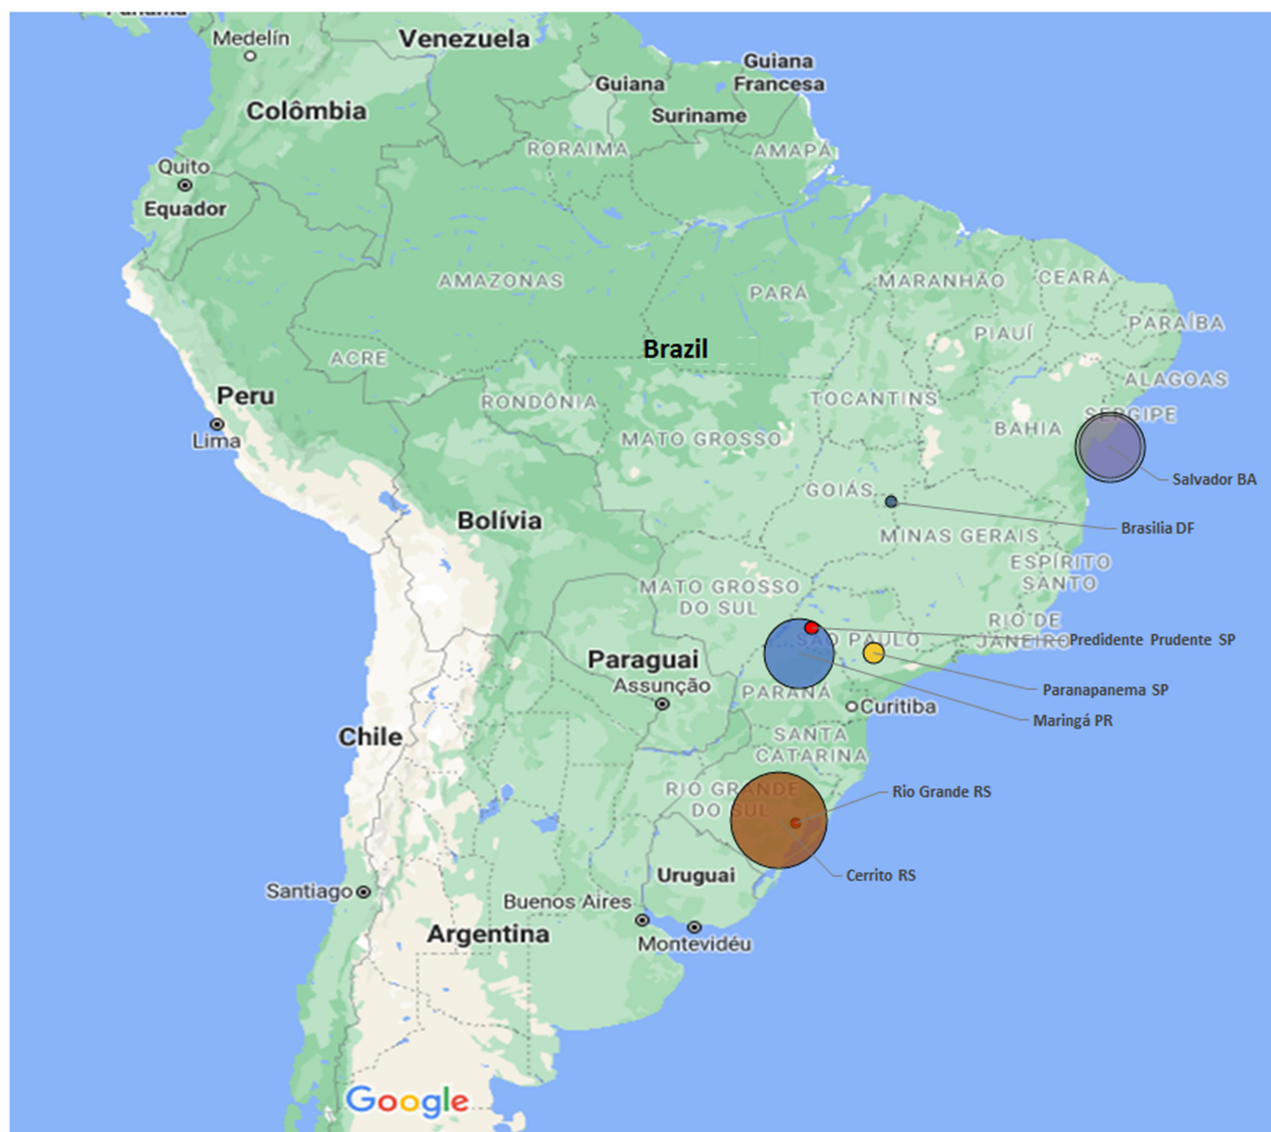 Panamá
Medelín
Venezuela
Guiana
Francesa
Guiana
Colômbia
Suriname
RORAIMA
AMAPÁ
Quito
Equador
AMAZONAS
PARÁ
MARANHÃO
CEARÁ
PIAUÍ
PARAÍBA
Brazil
ACRE
ALAGOAS
Peru
RONDÔNIA
TOCANTINS
SERGIPE
Lima
MATO GROSSO
BAHIA
Salvador BA
GOIÁS
Bolívia
Brasilia DF
MINAS GERAIS
ESPÍRITO
SANTO
MATO GROSSO
DO SUL
RIO DE
JANEIRO
SÃO PAULO
Predidente Prudente SP
Paraguai
Assunção
PARANÁ
Paranapanema SP
Curitiba
Maringá PR
Chile
SANTA
CATARINA
RIO GRANDE
DO SUL
Rio Grande RS
Uruguai
Cerrito RS
Santiago
Buenos Aires
Argentina
Montevidéu
Google